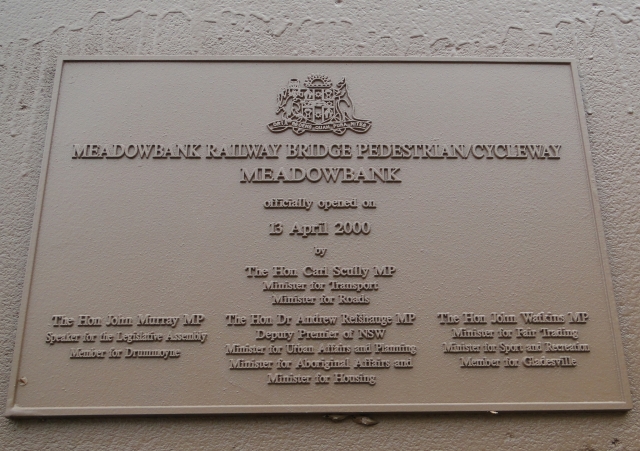 MEADOWBANK RAILWAY BRIDGE PEDESTRIAN/CYCLEWAY
MEADOWBANK
officially opened on
13 April 2000
by
The Hon Carl Scully MP
Minister for Transport
Minister for Roads
The Hon John Murray MP
Speaker for the Legislative Assembly
Member for Drummoyne
The Hon Dr Andrew Refshauge MP
Deputy Premier of NSW
Minister for Urban Affairs and Planning
Minister for Aboriginal Affairs and
Minister for Housing
The Hon John Watkins MP
Minister for Fair Trading
Minister for Sport and Recreation
Member for Gladesville